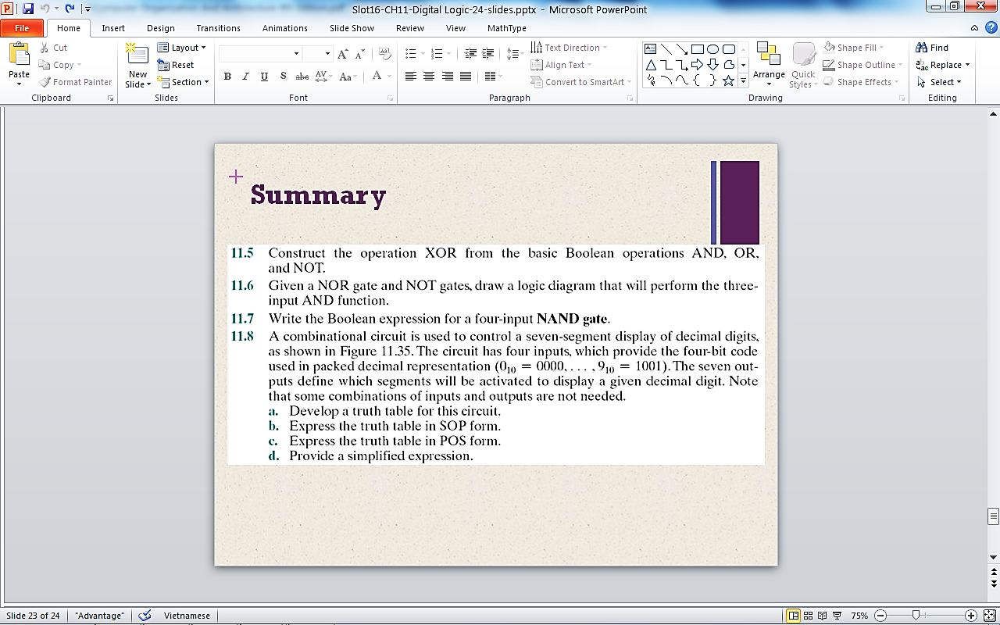 Slot16-CH11-Digital Logic-24-slides.pptx - Microsoft PowerPoint
File Home Insert Design Transitions Animations Slide Show Review View MathType
Paste
Cut
Copy
Format Painter
Clipboard
New
Slide
Layout
Reset
Section
Slides
B I U S abc AV Aa A
Font
Text Direction
Align Text
Convert to SmartArt
Paragraph
Arrange
Quick
Styles
Shape Fill
Shape Outline
Shape Effects
Drawing
Find
Replace
Select
Editing
Summary
11.5 Construct the operation XOR from the basic Boolean operations AND, OR,
and NOT.
11.6 Given a NOR gate and NOT gates, draw a logic diagram that will perform the three-
input AND function.
11.7 Write the Boolean expression for a four-input NAND gate.
11.8 A combinational circuit is used to control a seven-segment display of decimal digits,
as shown in Figure 11.35. The circuit has four inputs, which provide the four-bit code
used in packed decimal representation (0₁₀ = 0000, . . . , 9₁₀ = 1001). The seven out-
puts define which segments will be activated to display a given decimal digit. Note
that some combinations of inputs and outputs are not needed.
a. Develop a truth table for this circuit.
b. Express the truth table in SOP form.
c. Express the truth table in POS form.
d. Provide a simplified expression.
Slide 23 of 24 "Advantage" Vietnamese 75%